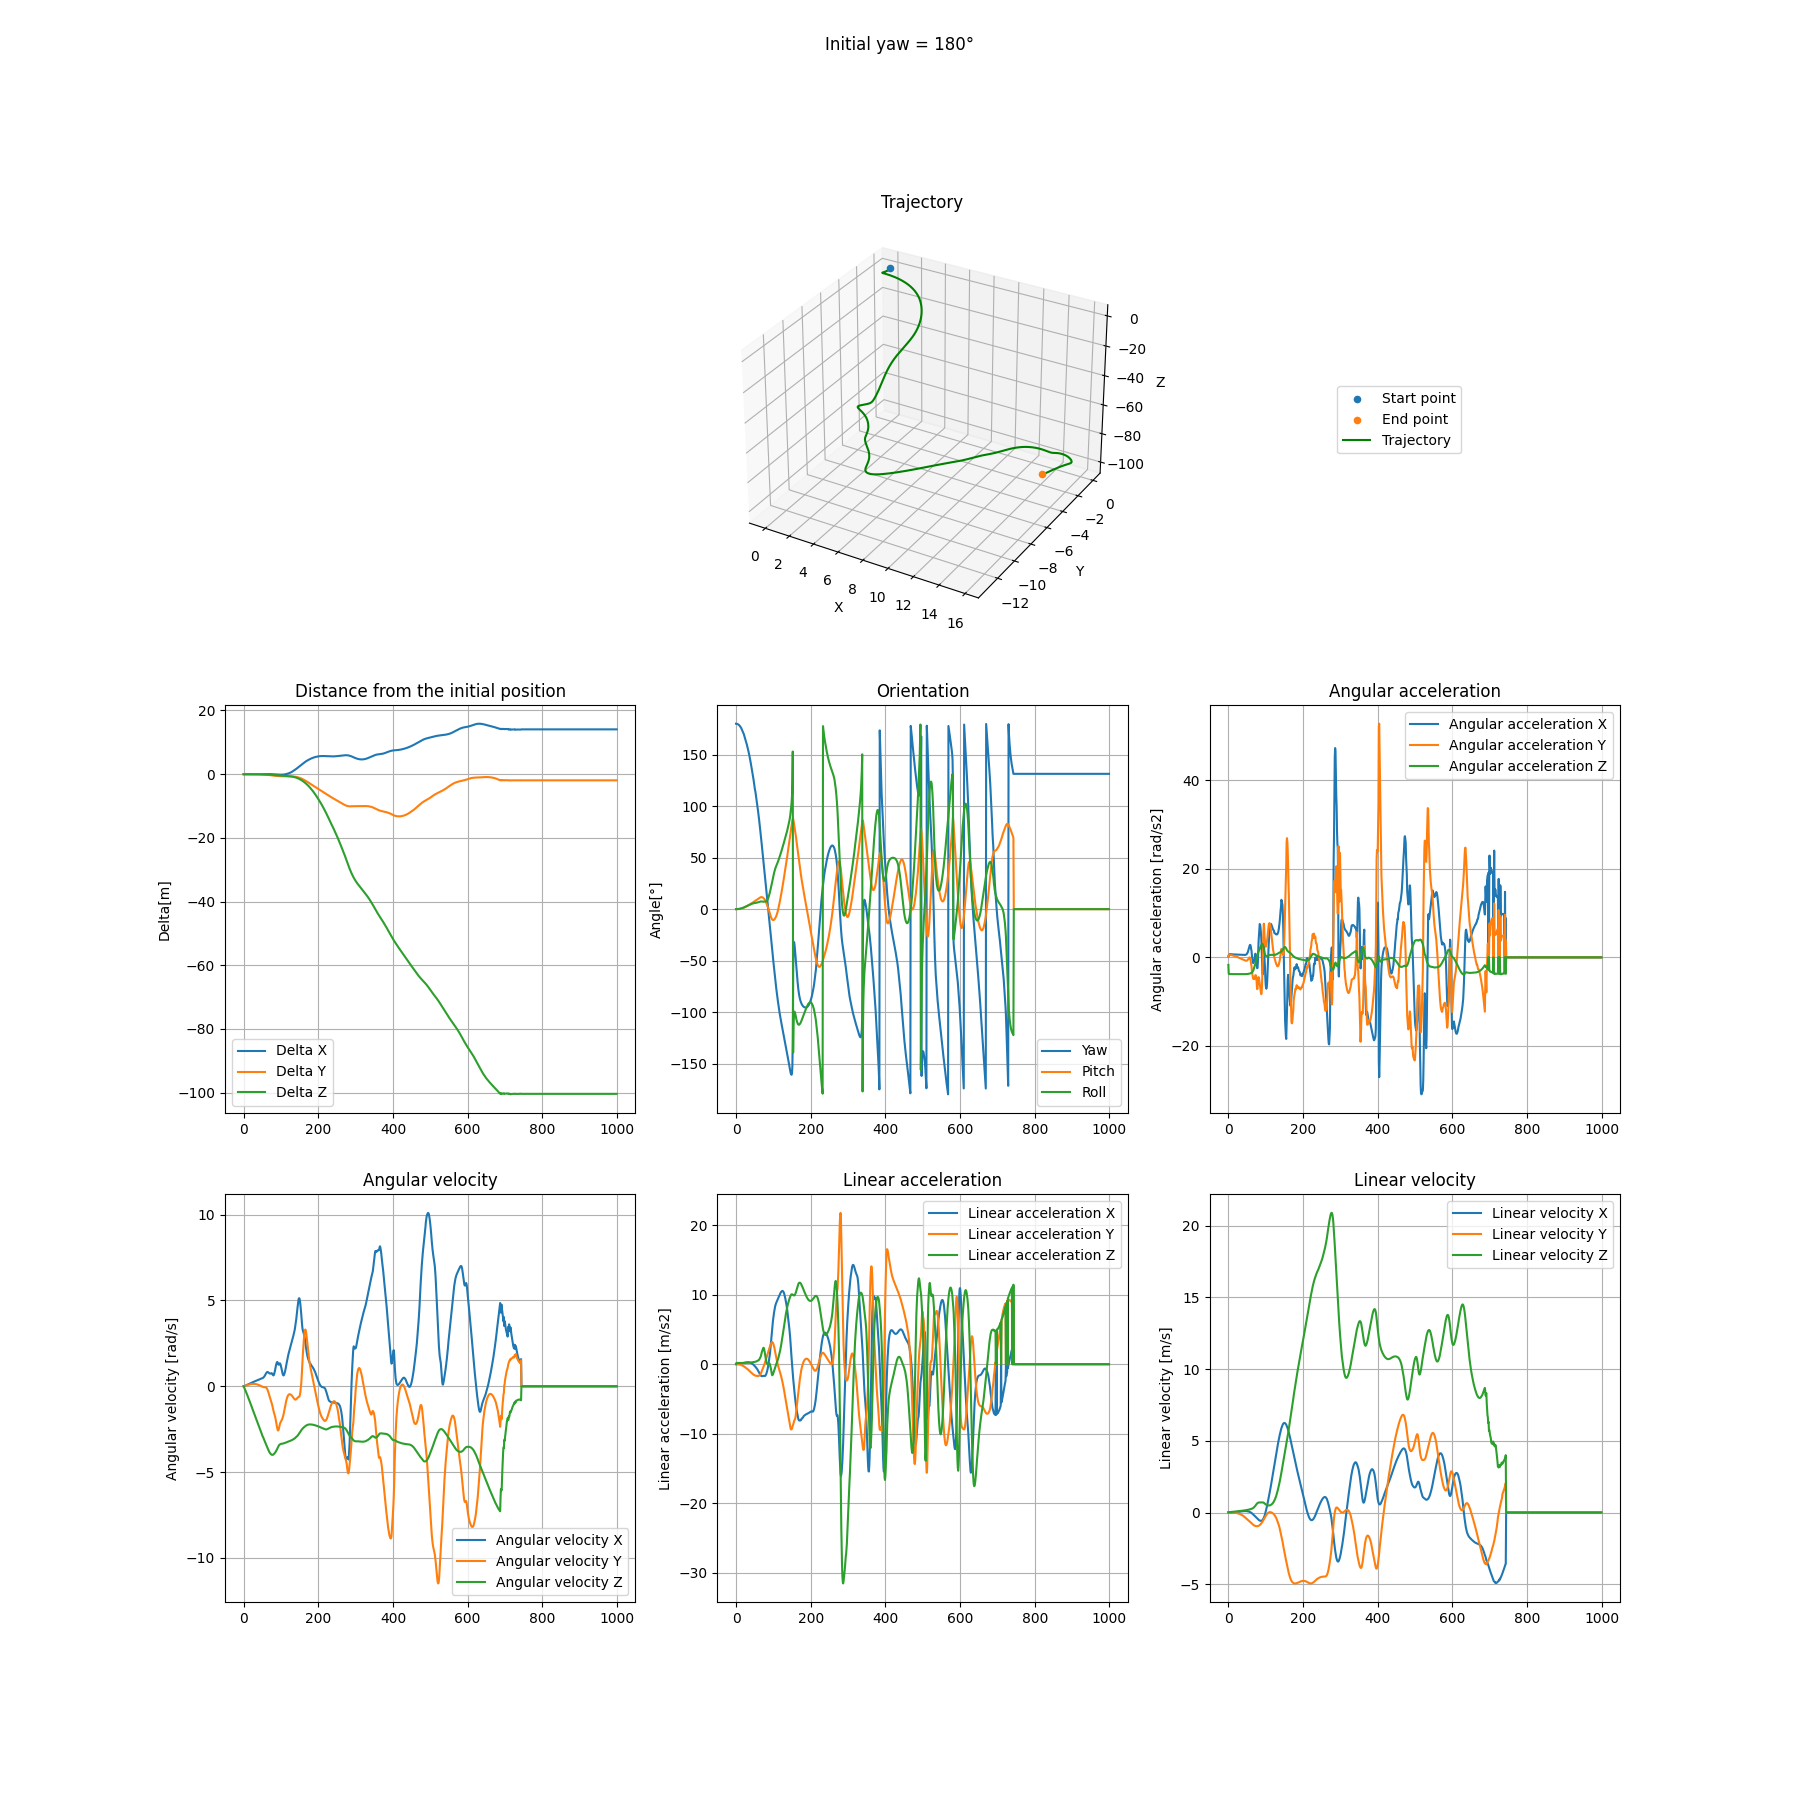 Initial yaw = 180°
Trajectory
0
−20
−40
−60
−80
−100
Z
0
−2
−4
−6
−8
−10
−12
Y
0
2
4
6
8
10
12
14
16
X
Start point
End point
Trajectory
Distance from the initial position
Delta[m]
20
0
−20
−40
−60
−80
−100
Delta X
Delta Y
Delta Z
0 200 400 600 800 1000
Orientation
Angle[°]
150
100
50
0
−50
−100
−150
Yaw
Pitch
Roll
0 200 400 600 800 1000
Angular acceleration
Angular acceleration [rad/s2]
40
20
0
−20
Angular acceleration X
Angular acceleration Y
Angular acceleration Z
0 200 400 600 800 1000
Angular velocity
Angular velocity [rad/s]
10
5
0
−5
−10
Angular velocity X
Angular velocity Y
Angular velocity Z
0 200 400 600 800 1000
Linear acceleration
Linear acceleration [m/s2]
20
10
0
−10
−20
−30
Linear acceleration X
Linear acceleration Y
Linear acceleration Z
0 200 400 600 800 1000
Linear velocity
Linear velocity [m/s]
20
15
10
5
0
−5
Linear velocity X
Linear velocity Y
Linear velocity Z
0 200 400 600 800 1000